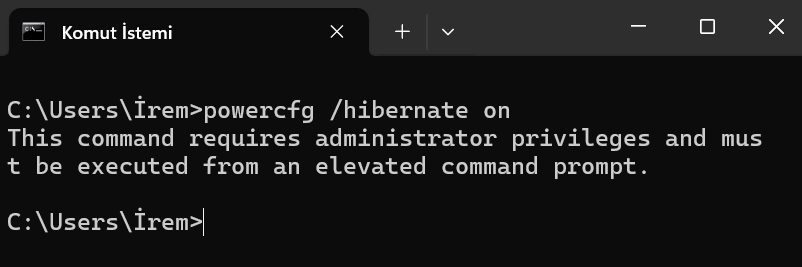 Komut İstemi
C:\Users\İrem>powercfg /hibernate on
This command requires administrator privileges and mus
t be executed from an elevated command prompt.
C:\Users\İrem>